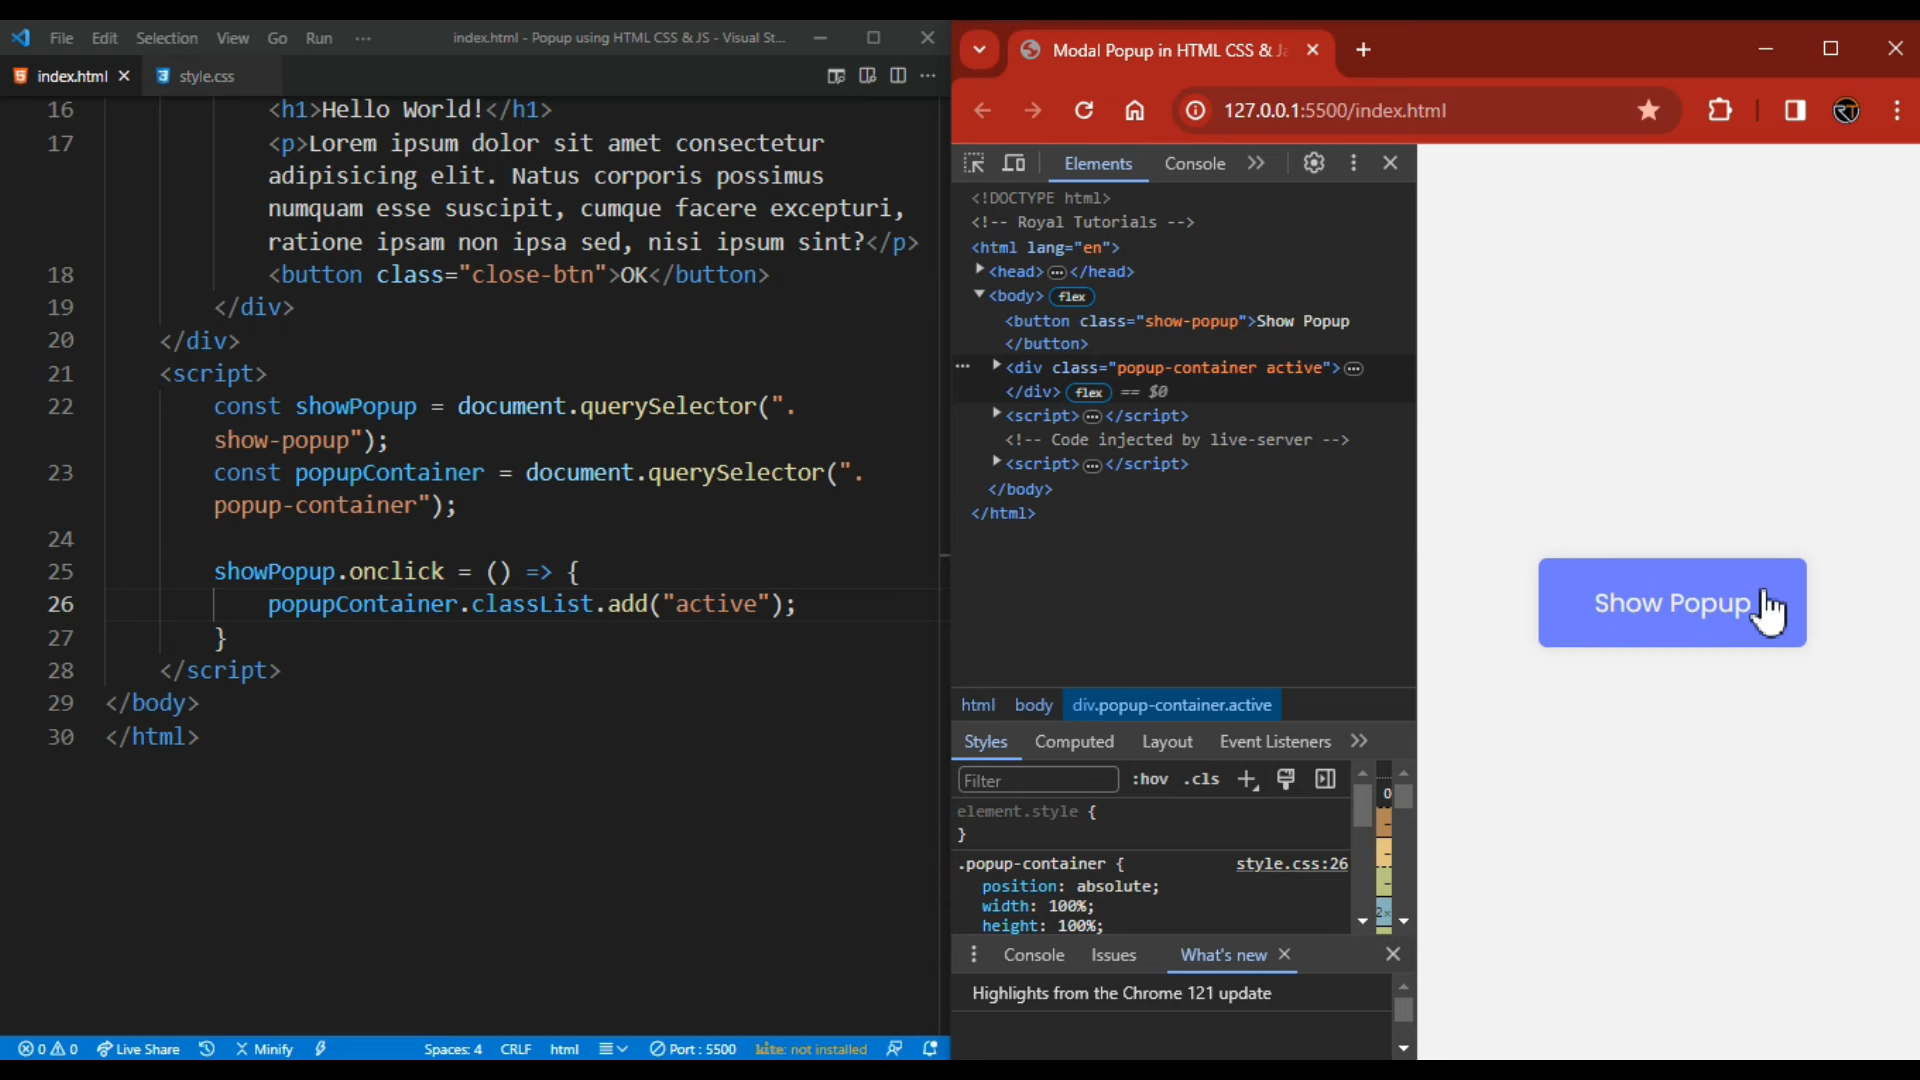 File Edit Selection View Go Run ··· index.html - Popup using HTML CSS & JS - Visual St...
index.html style.css
16 <h1>Hello World!</h1>
17 <p>Lorem ipsum dolor sit amet consectetur
adipisicing elit. Natus corporis possimus
numquam esse suscipit, cumque facere excepturi,
ratione ipsam non ipsa sed, nisi ipsum sint?</p>
18 <button class="close-btn">OK</button>
19 </div>
20 </div>
21 <script>
22 const showPopup = document.querySelector(".
show-popup");
23 const popupContainer = document.querySelector(".
popup-container");
24
25 showPopup.onclick = () => {
26 popupContainer.classList.add("active");
27 }
28 </script>
29 </body>
30 </html>
0 0 Live Share Minify Spaces: 4 CRLF html Port : 5500 kite: not installed
Modal Popup in HTML CSS & Ja
127.0.0.1:5500/index.html
RT
Elements Console
<!DOCTYPE html>
<!-- Royal Tutorials -->
<html lang="en">
<head>…</head>
<body> flex
<button class="show-popup">Show Popup
</button>
<div class="popup-container active">…
</div> flex == $0
<script>…</script>
<!-- Code injected by live-server -->
<script>…</script>
</body>
</html>
html body div.popup-container.active
Styles Computed Layout Event Listeners
Filter :hov .cls
element.style {
}
.popup-container { style.css:26
position: absolute;
width: 100%;
height: 100%;
0
-
-
-
2×
Console Issues What's new
Highlights from the Chrome 121 update
Show Popup